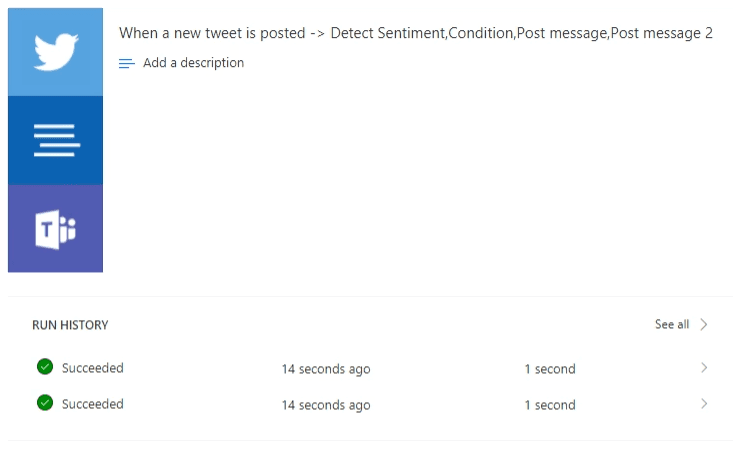 When a new tweet is posted -> Detect Sentiment,Condition,Post message,Post message 2
Add a description
T
RUN HISTORY
See all
Succeeded 14 seconds ago 1 second
Succeeded 14 seconds ago 1 second